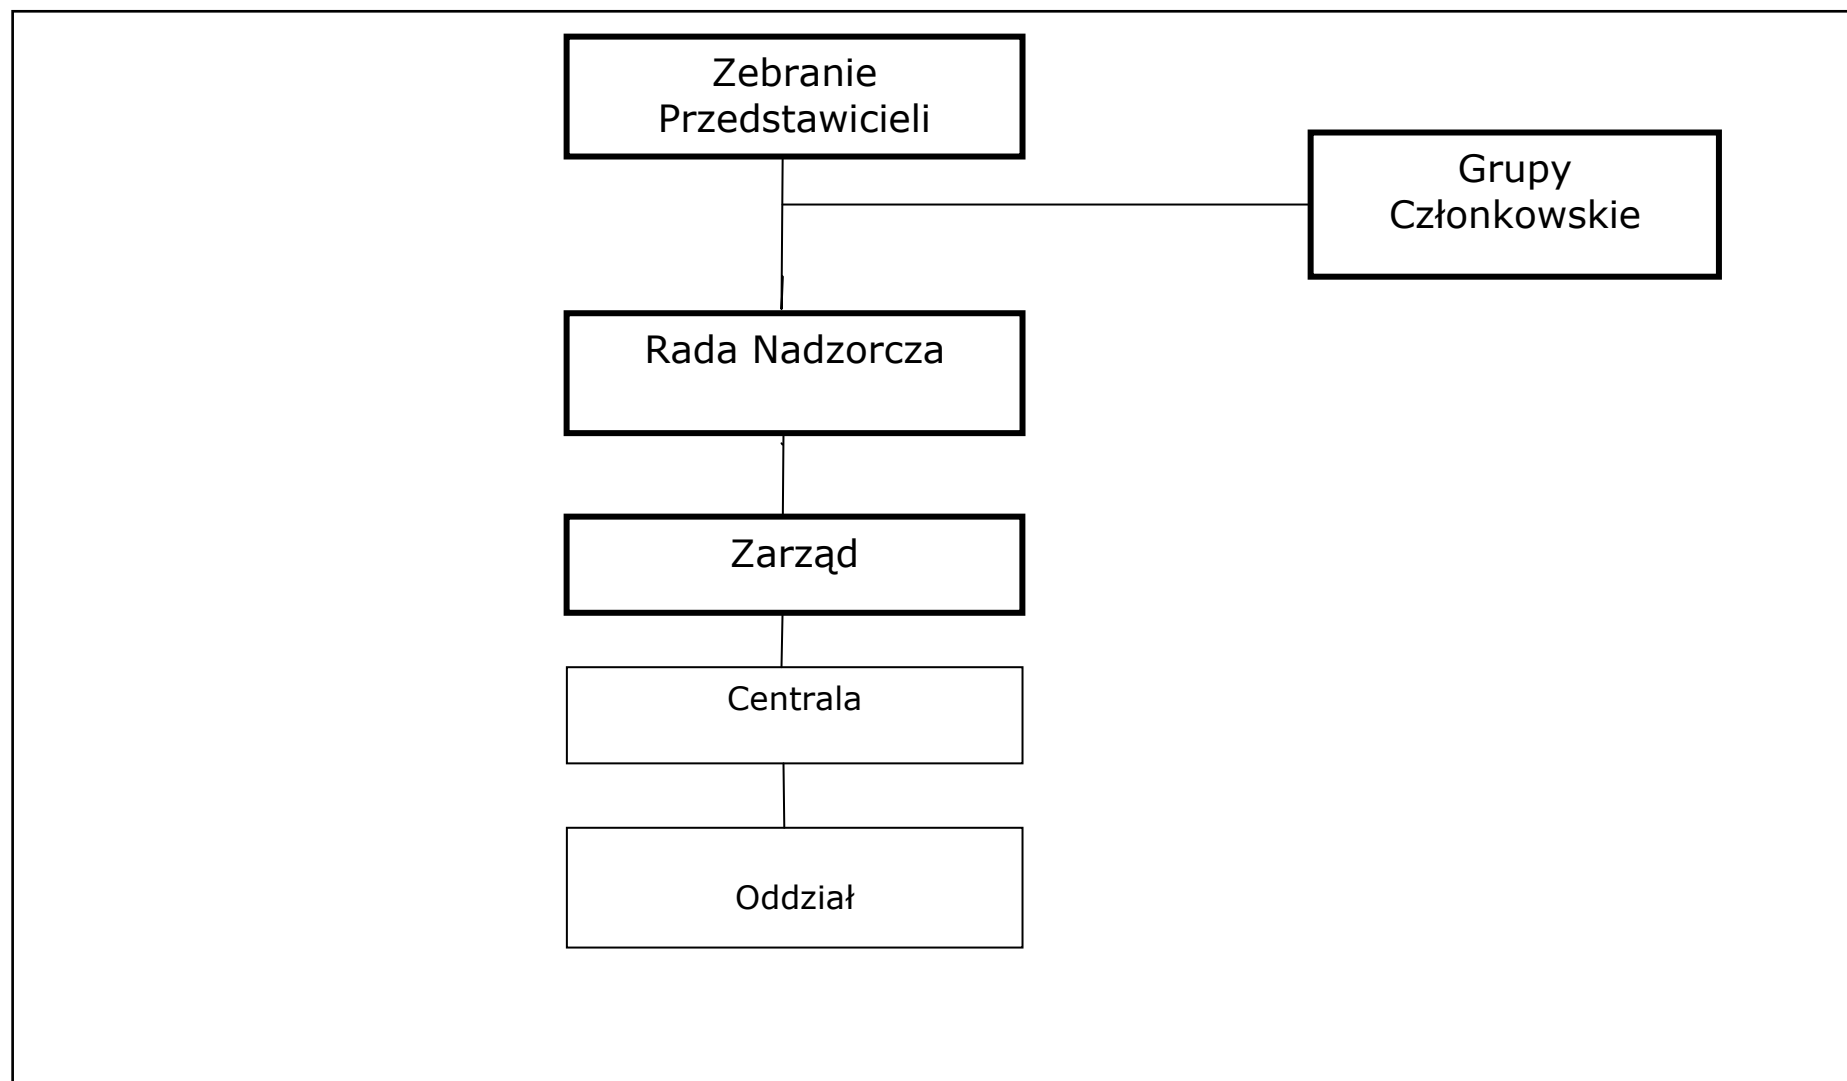 Zebranie
Przedstawicieli
Grupy
Członkowskie
Rada Nadzorcza
Zarząd
Centrala
Oddział